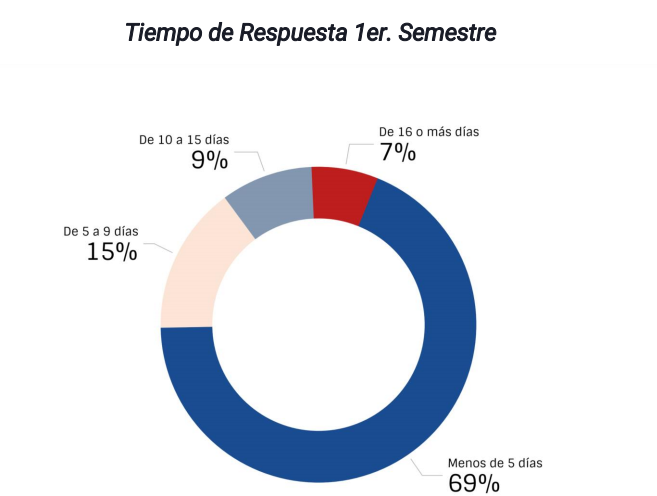 Tiempo de Respuesta 1er. Semestre
De 16 o más días
7%
De 10 a 15 días
9%
De 5 a 9 días
15%
Menos de 5 días
69%